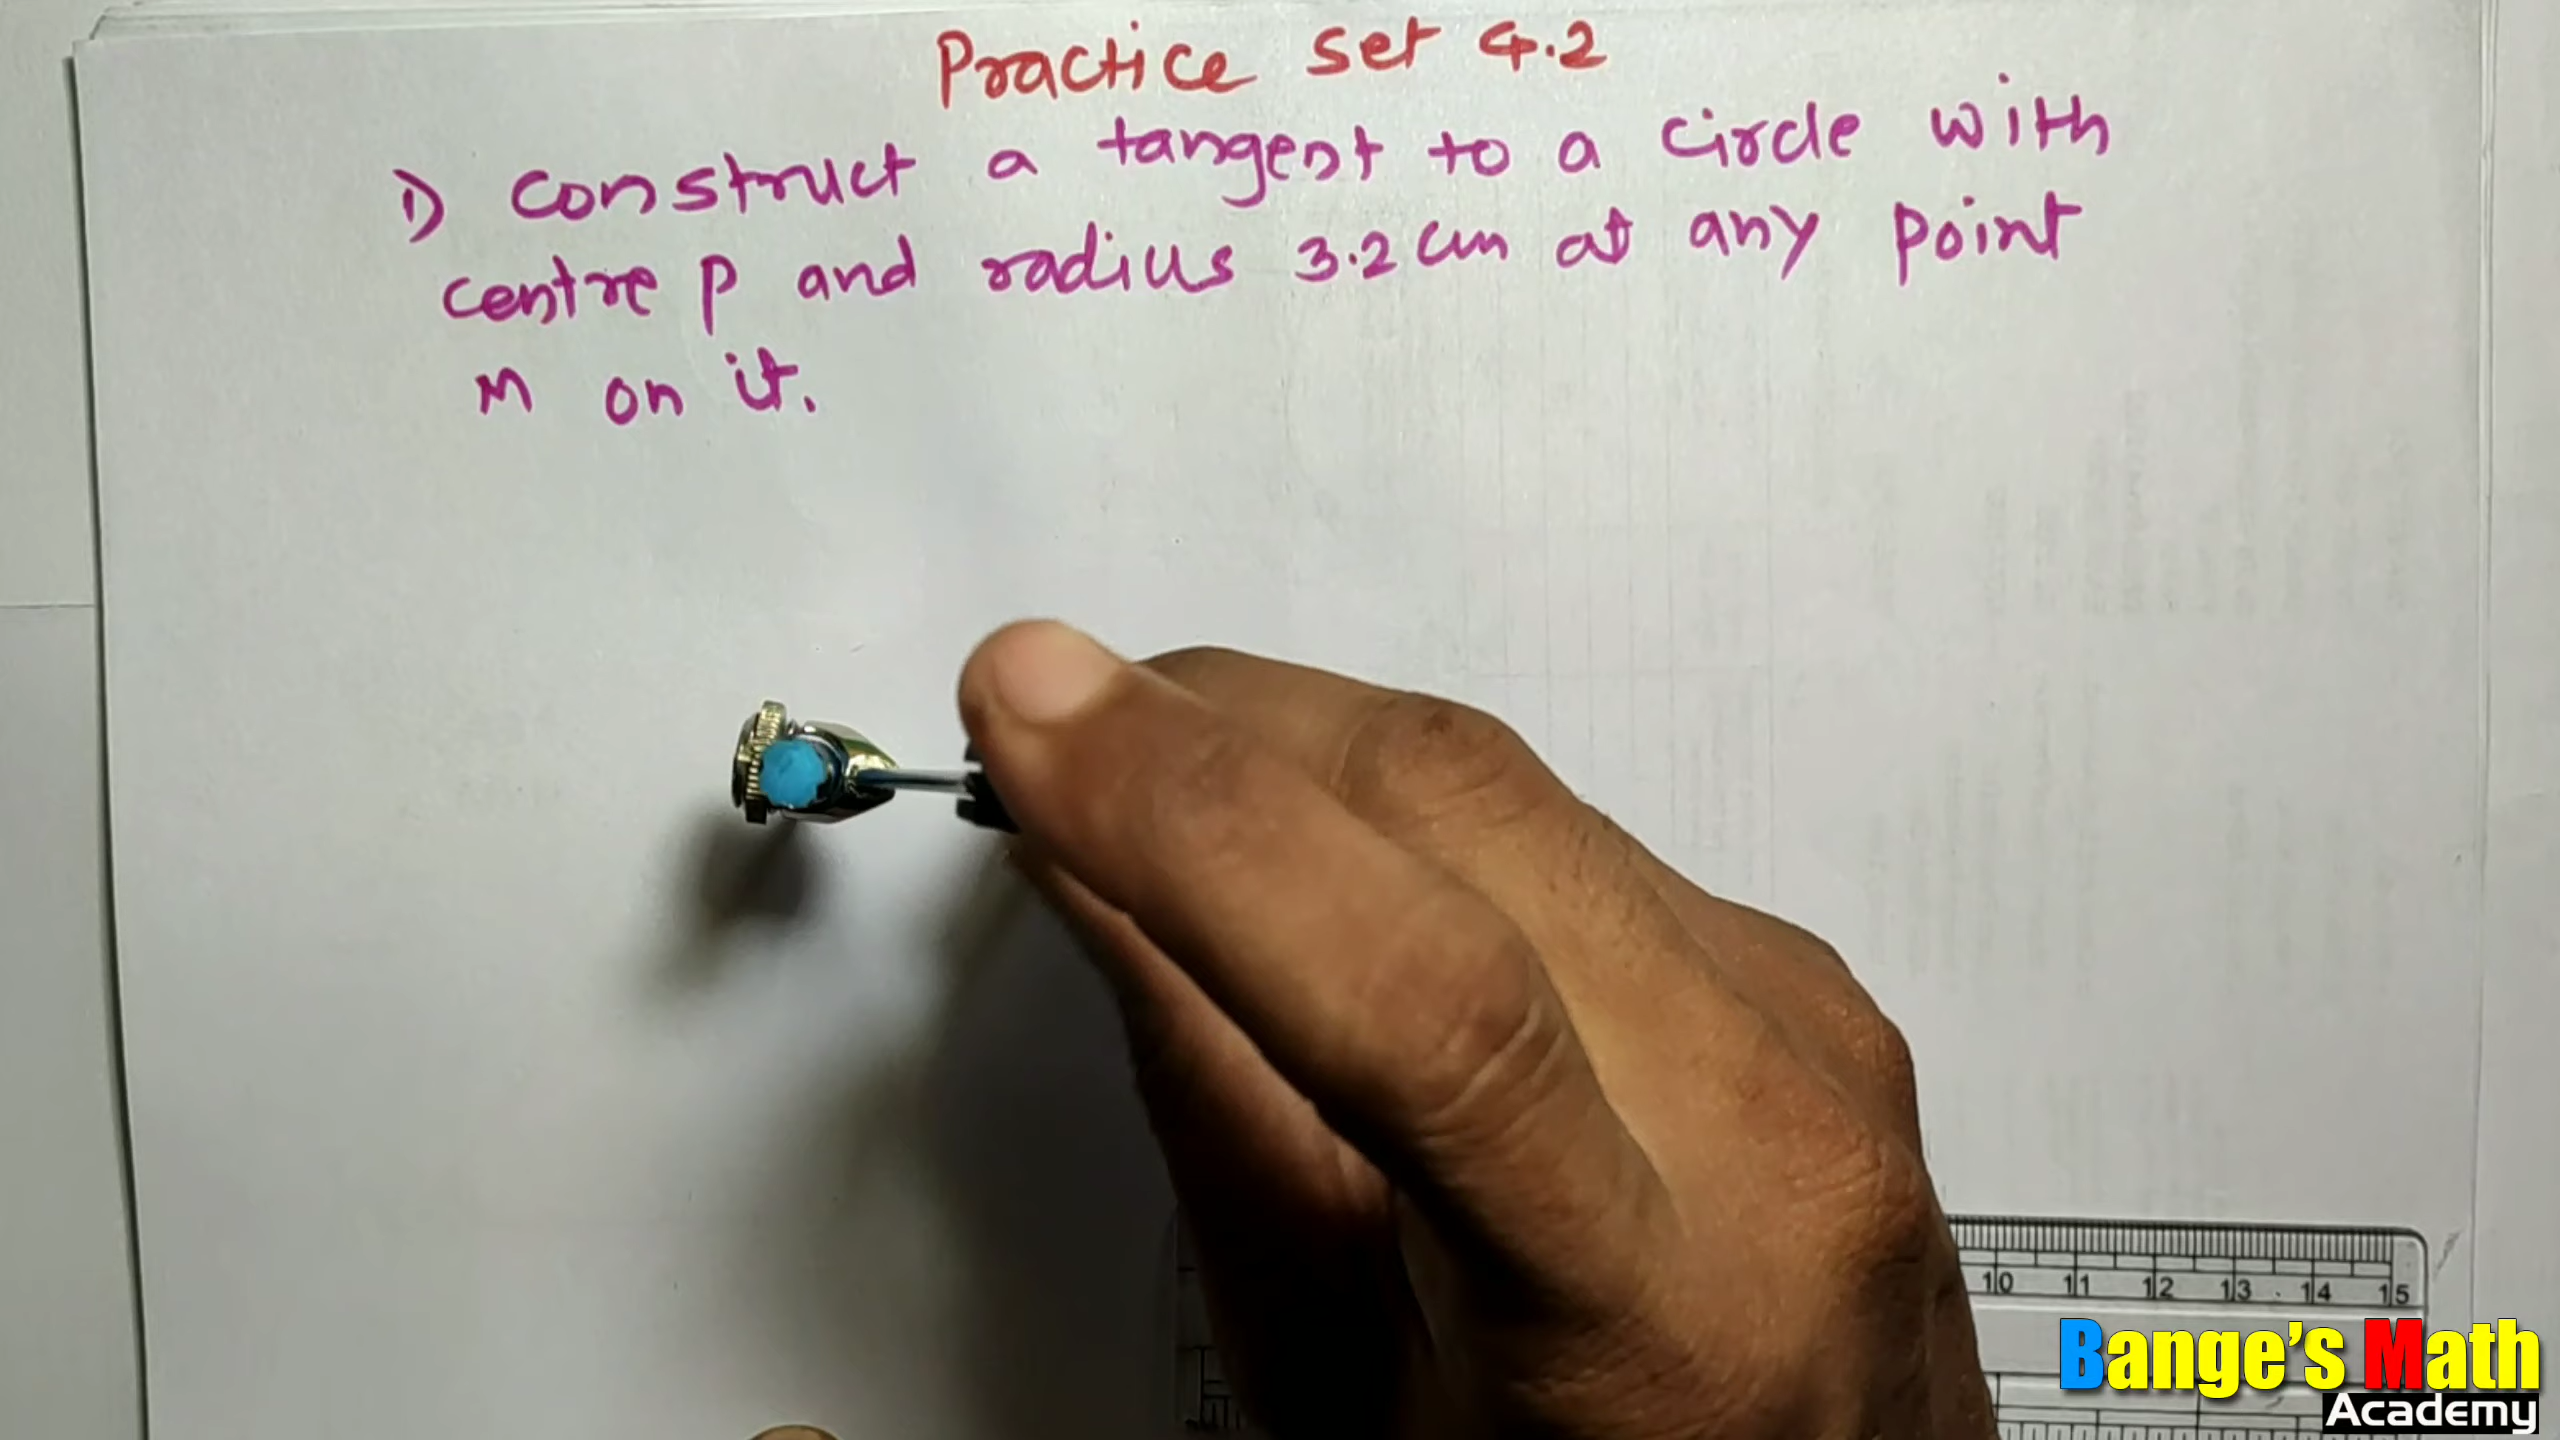 Practice set 4.2
1) construct a tangent to a circle with
centre P and radius 3.2 cm at any point
M on it.
10 11 12 13 14 15
Bange's Math
Academy